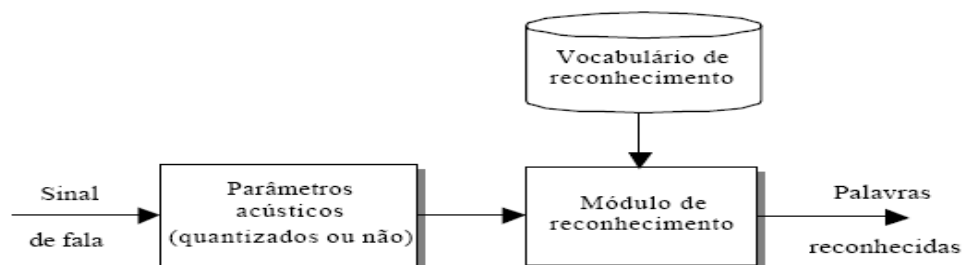 Vocabulário de
reconhecimento
Sinal
de fala
Parâmetros
acústicos
(quantizados ou não)
Módulo de
reconhecimento
Palavras
reconhecidas